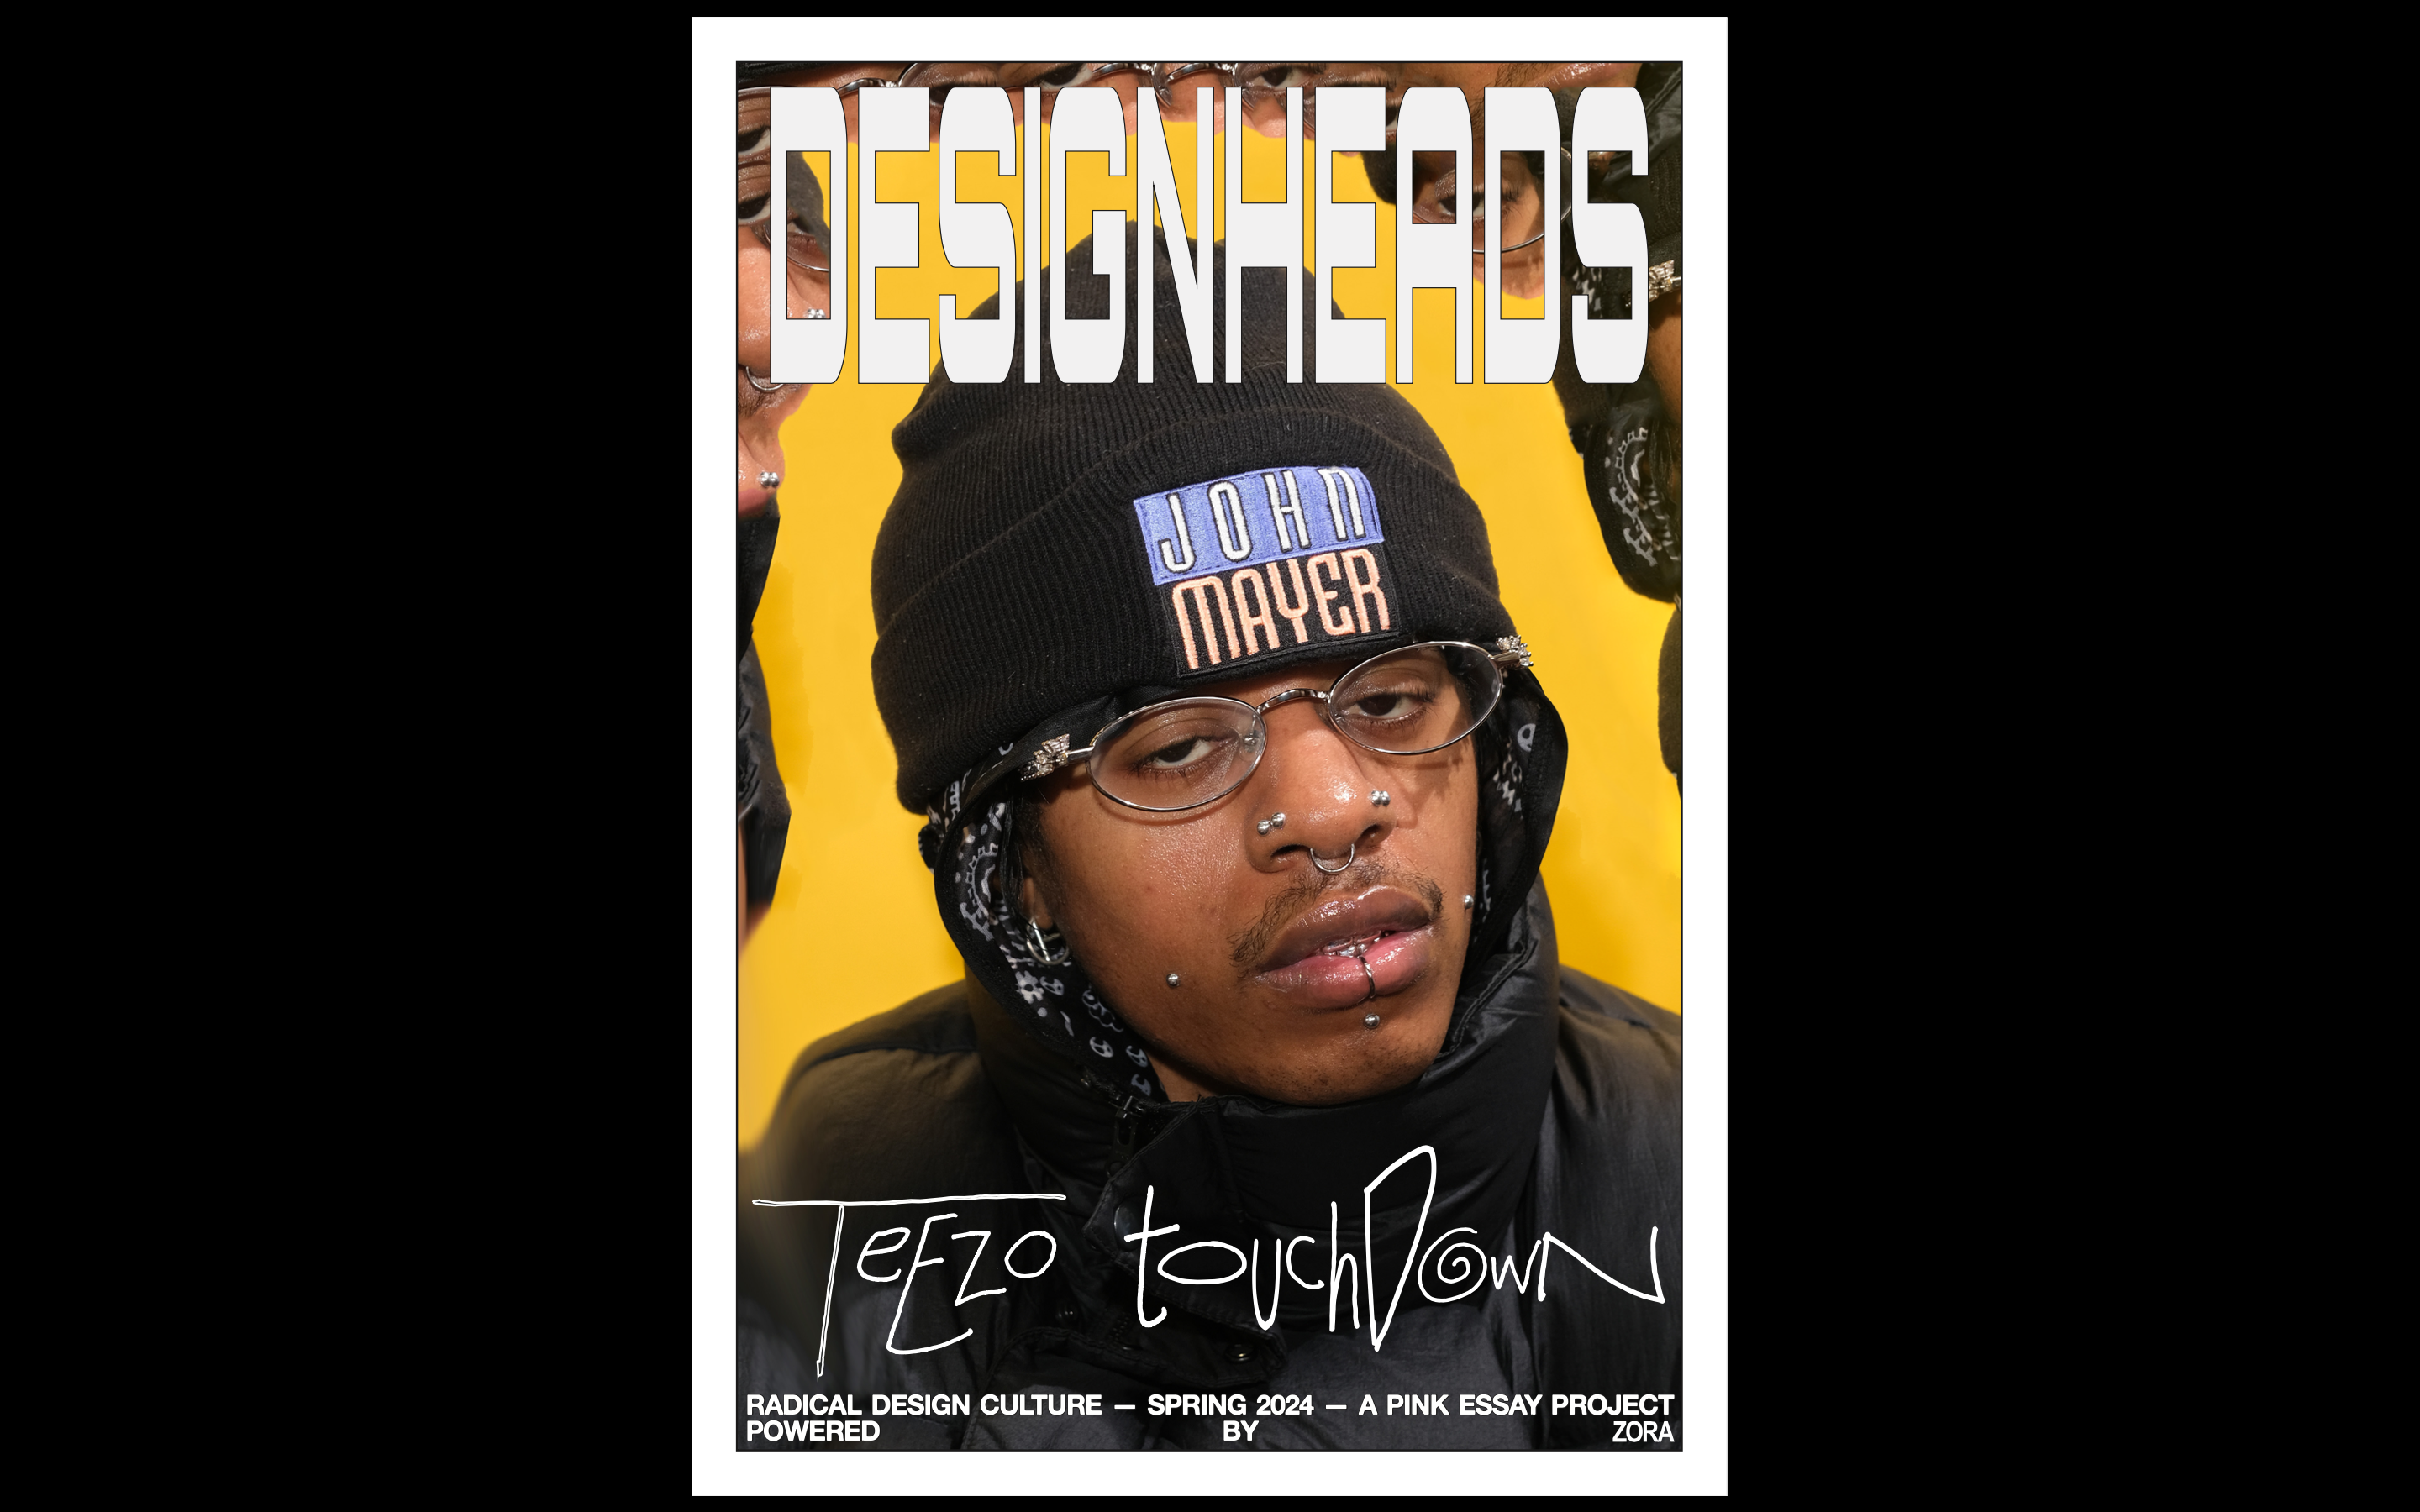 DESIGNHEADS
JOHN
MAYER
TeEzo touchDowN
RADICAL DESIGN CULTURE — SPRING 2024 — A PINK ESSAY PROJECT
POWERED BY ZORA